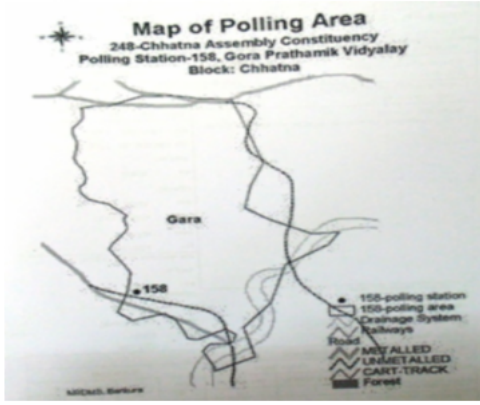 Map of Polling Area
248-Chhatna Assembly Constituency
Polling Station-158, Gora Prathamik Vidyalay
Block: Chhatna
Gara
158
158-polling station
158-polling area
Drainage System
Railways
Road
METALLED
UNMETALLED
CART-TRACK
Forest